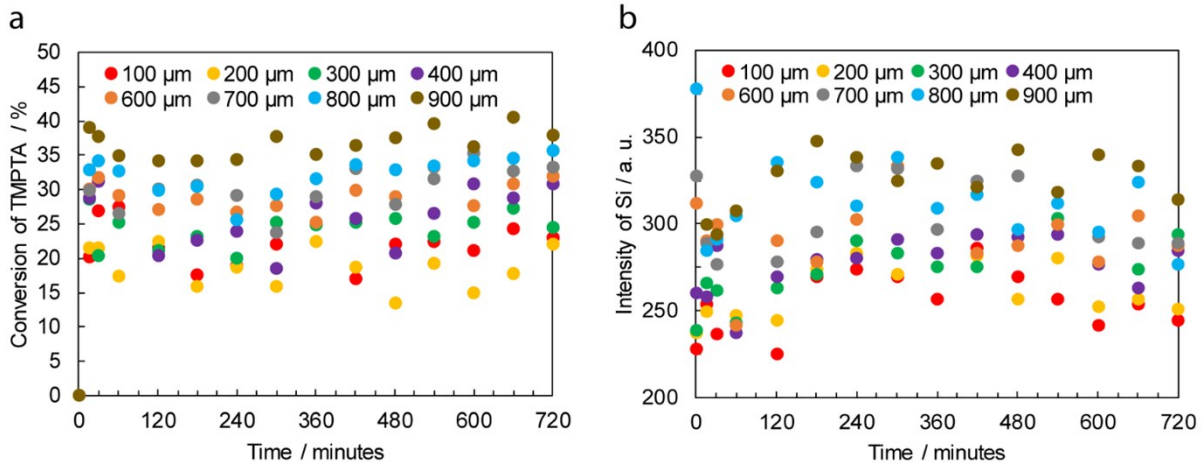 a
Conversion of TMPTA / %
50
45
40
35
30
25
20
15
10
5
0
100 µm 200 µm 300 µm 400 µm
600 µm 700 µm 800 µm 900 µm
0 120 240 360 480 600 720
Time / minutes
b
Intensity of Si / a. u.
400
350
300
250
200
100 µm 200 µm 300 µm 400 µm
600 µm 700 µm 800 µm 900 µm
0 120 240 360 480 600 720
Time / minutes